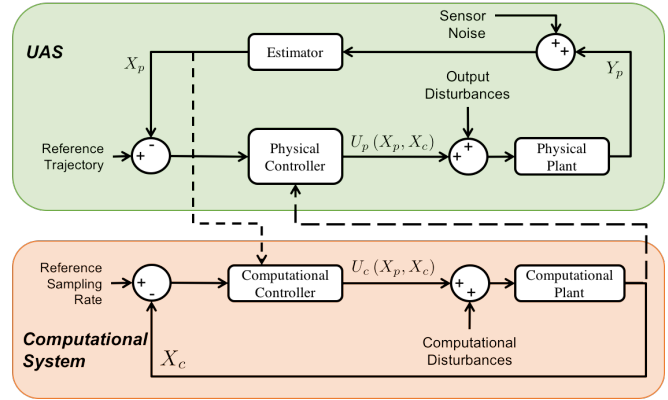 Sensor
Noise
UAS
+
+
Estimator
X_p
Y_p
Output
Disturbances
Reference
Trajectory
-
+
Physical
Controller
U_p (X_p, X_c)
+
+
Physical
Plant
Reference
Sampling
Rate
+
-
Computational
Controller
U_c (X_p, X_c)
+
+
Computational
Plant
Computational
System
X_c
Computational
Disturbances